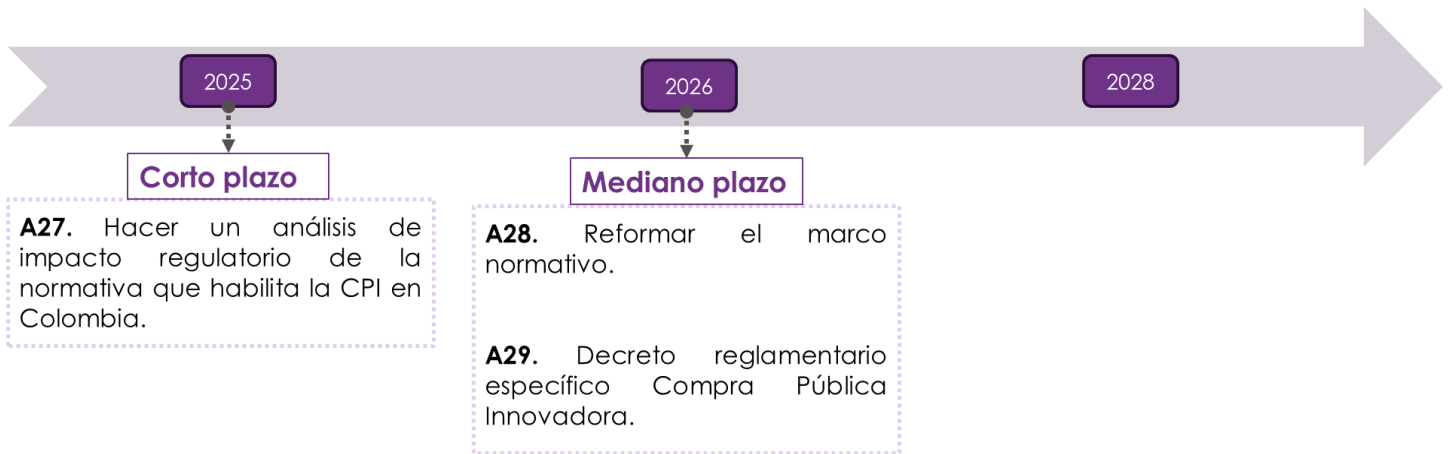 2025
2026
2028
Corto plazo
A27. Hacer un análisis de
impacto regulatorio de la
normativa que habilita la CPI en
Colombia.
Mediano plazo
A28. Reformar el marco
normativo.
A29. Decreto reglamentario
específico Compra Pública
Innovadora.